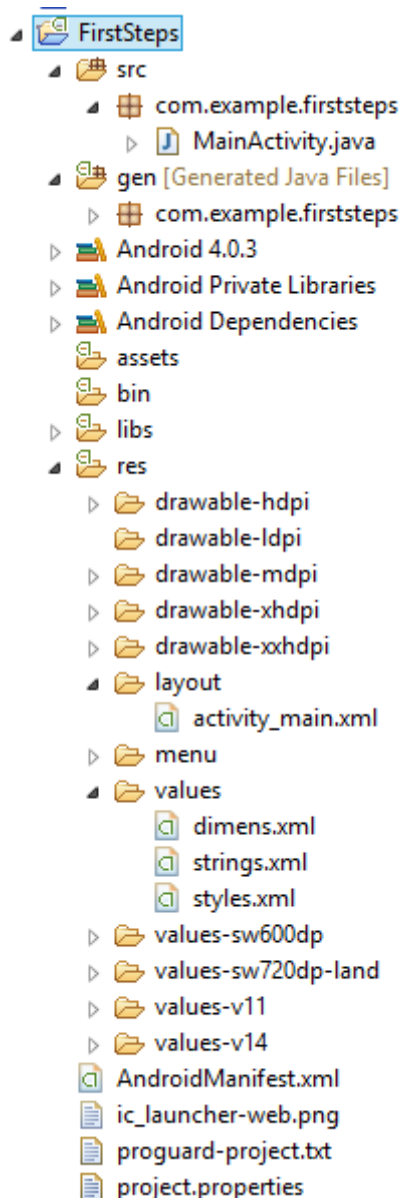 FirstSteps
src
com.example.firststeps
MainActivity.java
gen [Generated Java Files]
com.example.firststeps
Android 4.0.3
Android Private Libraries
Android Dependencies
assets
bin
libs
res
drawable-hdpi
drawable-ldpi
drawable-mdpi
drawable-xhdpi
drawable-xxhdpi
layout
activity_main.xml
menu
values
dimens.xml
strings.xml
styles.xml
values-sw600dp
values-sw720dp-land
values-v11
values-v14
AndroidManifest.xml
ic_launcher-web.png
proguard-project.txt
project.properties